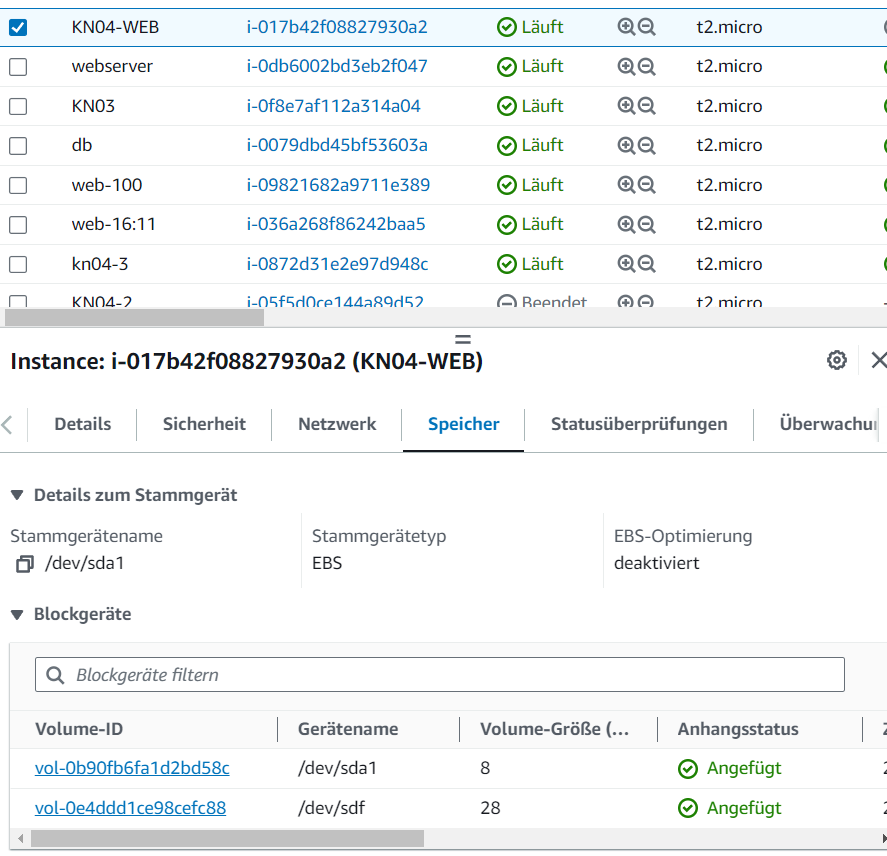 KN04-WEB i-017b42f08827930a2 Läuft t2.micro
webserver i-0db6002bd3eb2f047 Läuft t2.micro
KN03 i-0f8e7af112a314a04 Läuft t2.micro
db i-0079dbd45bf53603a Läuft t2.micro
web-100 i-09821682a9711e389 Läuft t2.micro
web-16:11 i-036a268f86242baa5 Läuft t2.micro
kn04-3 i-0872d31e2e97d948c Läuft t2.micro
KN04-2 i-05f5d0ce144a89d52 Beendet t2.micro
Instance: i-017b42f08827930a2 (KN04-WEB)
Details Sicherheit Netzwerk Speicher Statusüberprüfungen Überwachu
Details zum Stammgerät
Stammgerätename Stammgerätetyp EBS-Optimierung
/dev/sda1 EBS deaktiviert
Blockgeräte
Blockgeräte filtern
Volume-ID Gerätename Volume-Größe (... Anhangsstatus
vol-0b90fb6fa1d2bd58c /dev/sda1 8 Angefügt
vol-0e4ddd1ce98cefc88 /dev/sdf 28 Angefügt